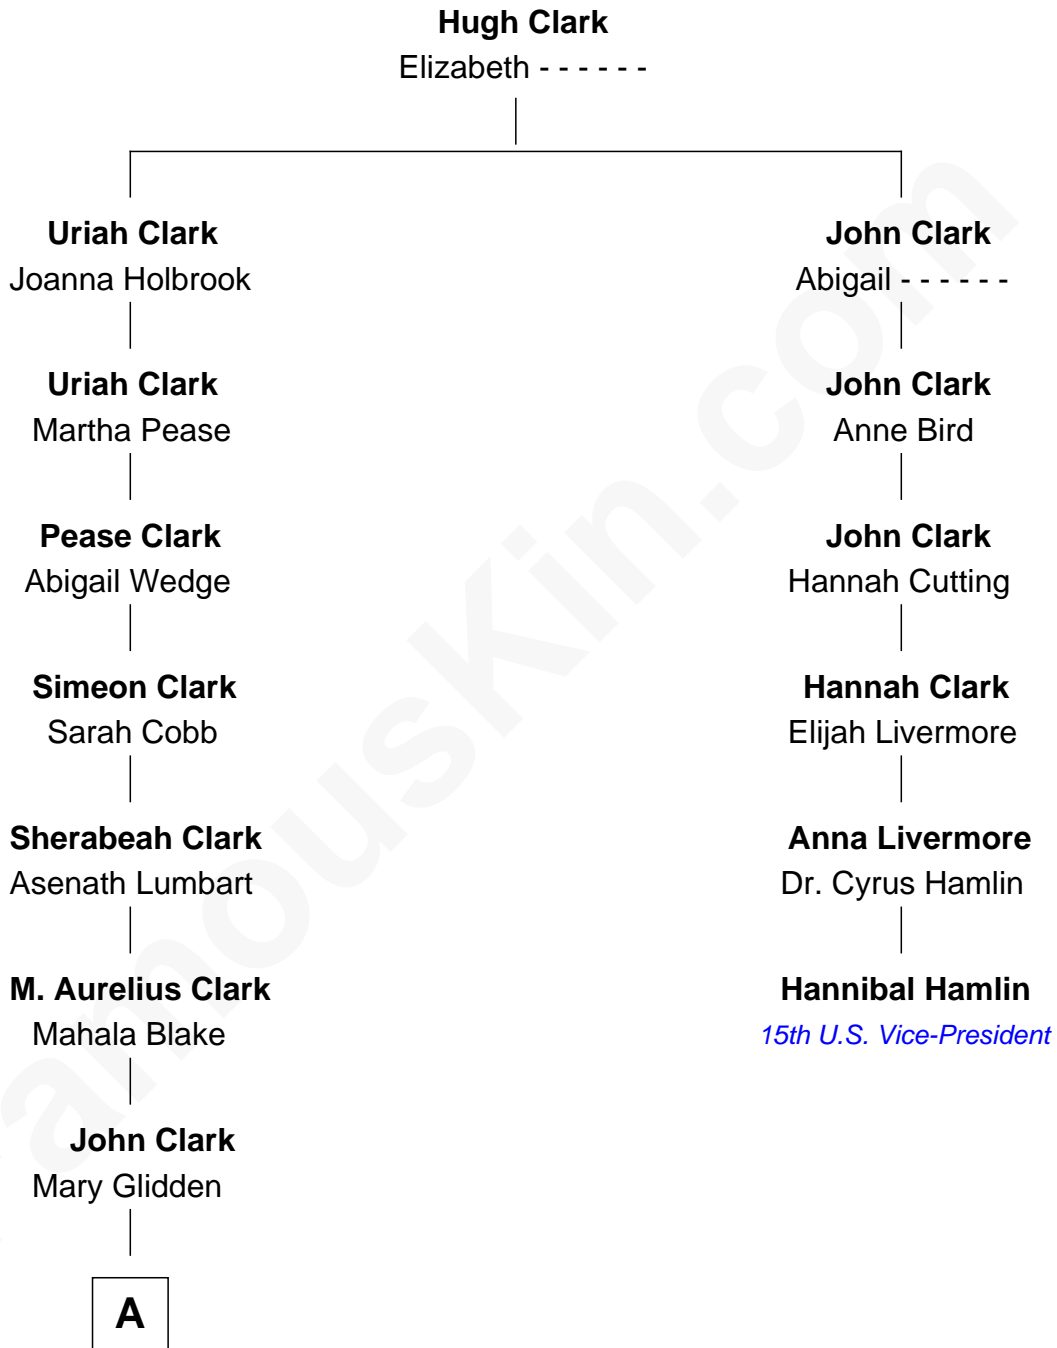 Hugh Clark
Elizabeth - - - - - -
Uriah Clark
Joanna Holbrook
John Clark
Abigail - - - - - -
Uriah Clark
Martha Pease
John Clark
Anne Bird
Pease Clark
Abigail Wedge
John Clark
Hannah Cutting
Simeon Clark
Sarah Cobb
Hannah Clark
Elijah Livermore
Sherabeah Clark
Asenath Lumbart
Anna Livermore
Dr. Cyrus Hamlin
M. Aurelius Clark
Mahala Blake
Hannibal Hamlin
15th U.S. Vice-President
John Clark
Mary Glidden
A
amouskin.com